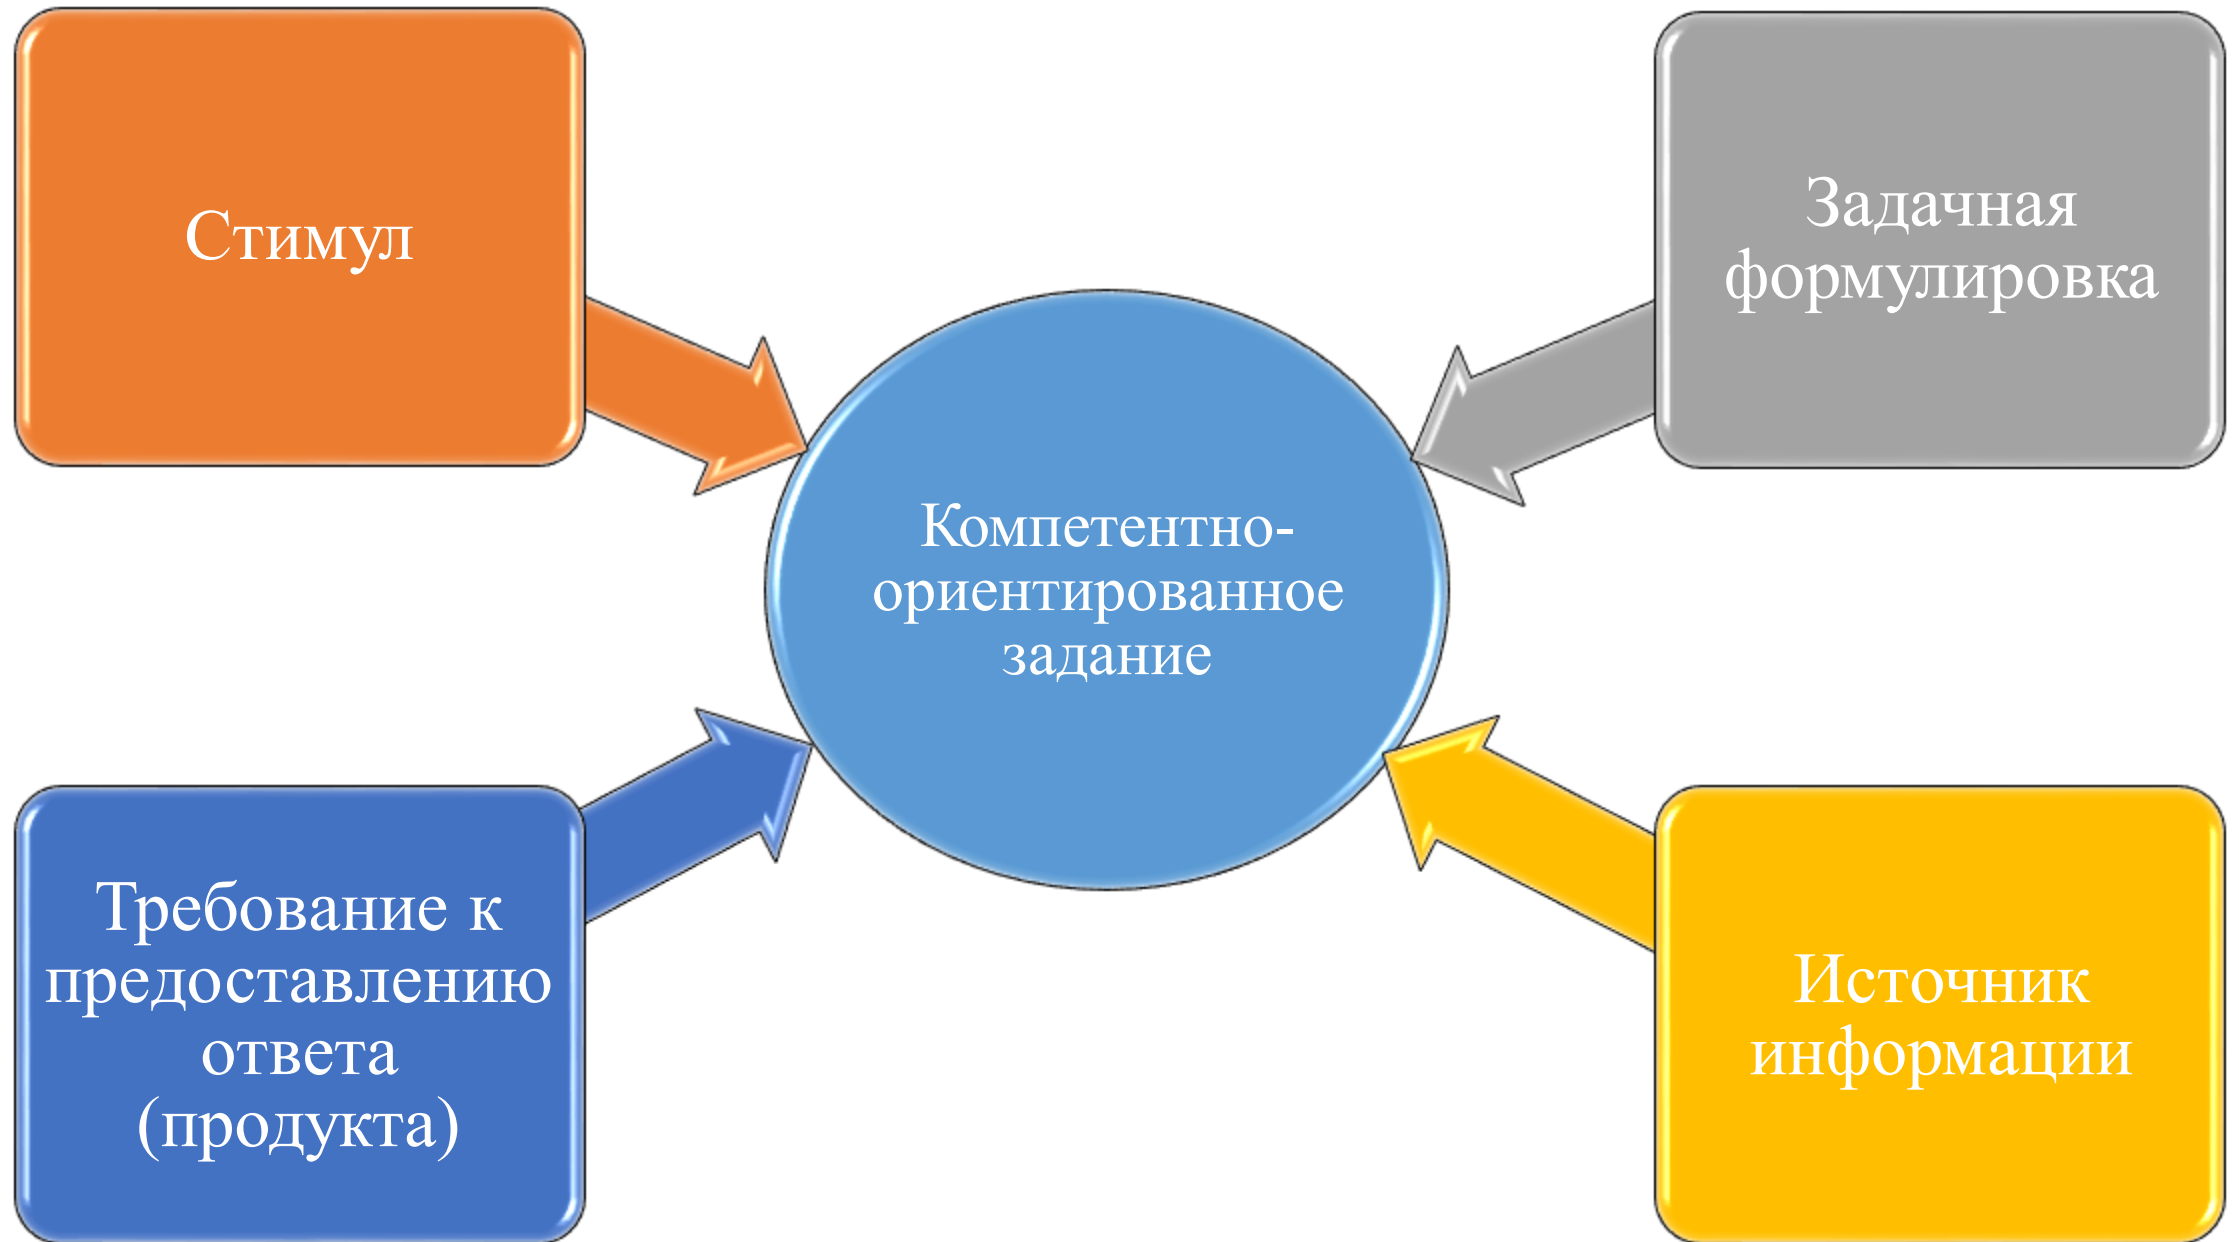 Стимул
Задачная
формулировка
Компетентно-
ориентированное
задание
Требование к
предоставлению
ответа
(продукта)
Источник
информации